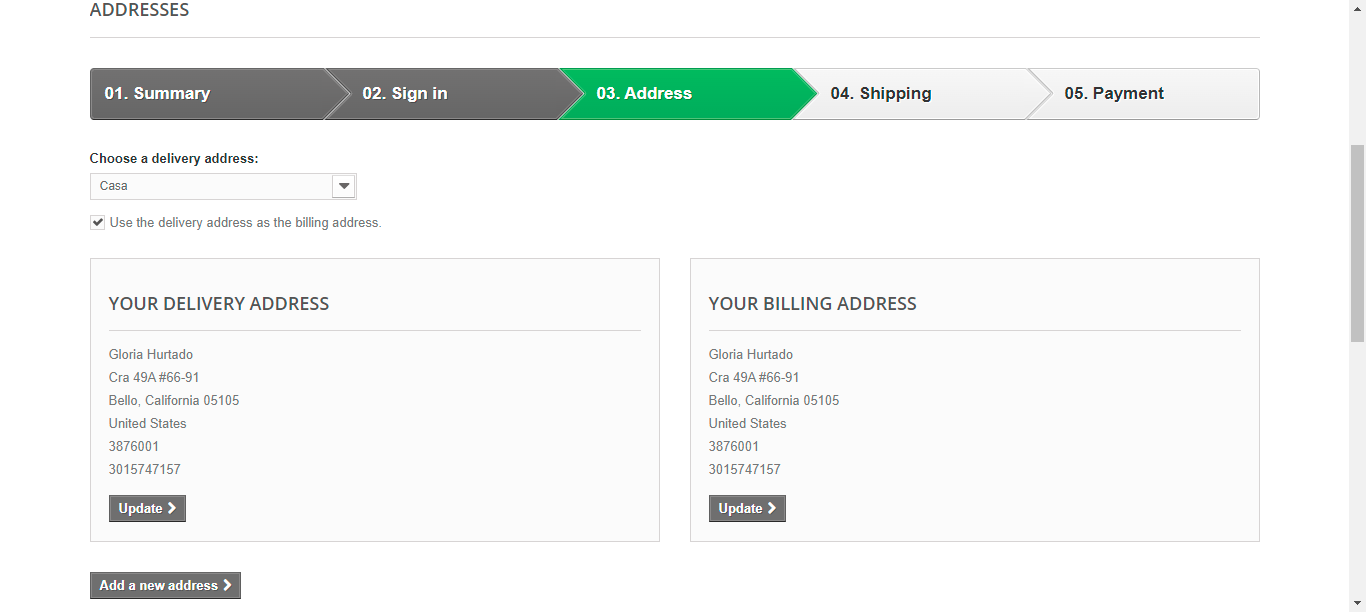 ADDRESSES
01. Summary
02. Sign in
03. Address
04. Shipping
05. Payment
Choose a delivery address:
Casa
Use the delivery address as the billing address.
YOUR DELIVERY ADDRESS
Gloria Hurtado
Cra 49A #66-91
Bello, California 05105
United States
3876001
3015747157
Update
YOUR BILLING ADDRESS
Gloria Hurtado
Cra 49A #66-91
Bello, California 05105
United States
3876001
3015747157
Update
Add a new address